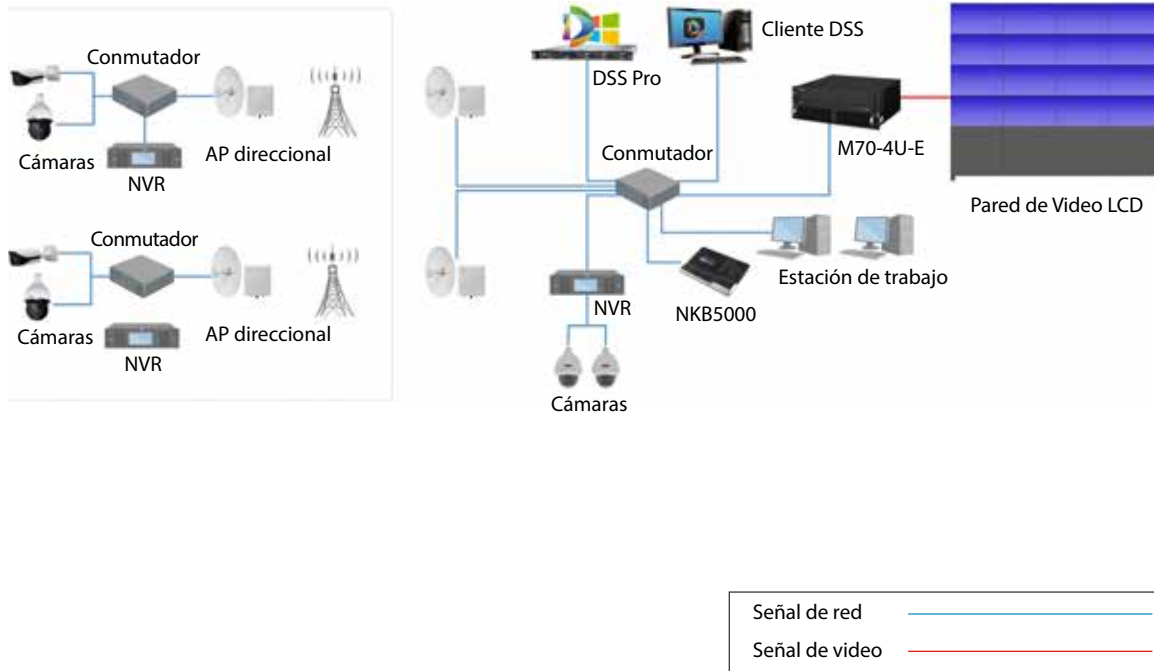 Conmutador
Cámaras
NVR
AP direccional
Conmutador
Cámaras
NVR
AP direccional
DSS Pro
Cliente DSS
M70-4U-E
Pared de Video LCD
Conmutador
Estación de trabajo
NVR
NKB5000
Cámaras
Señal de red
Señal de video